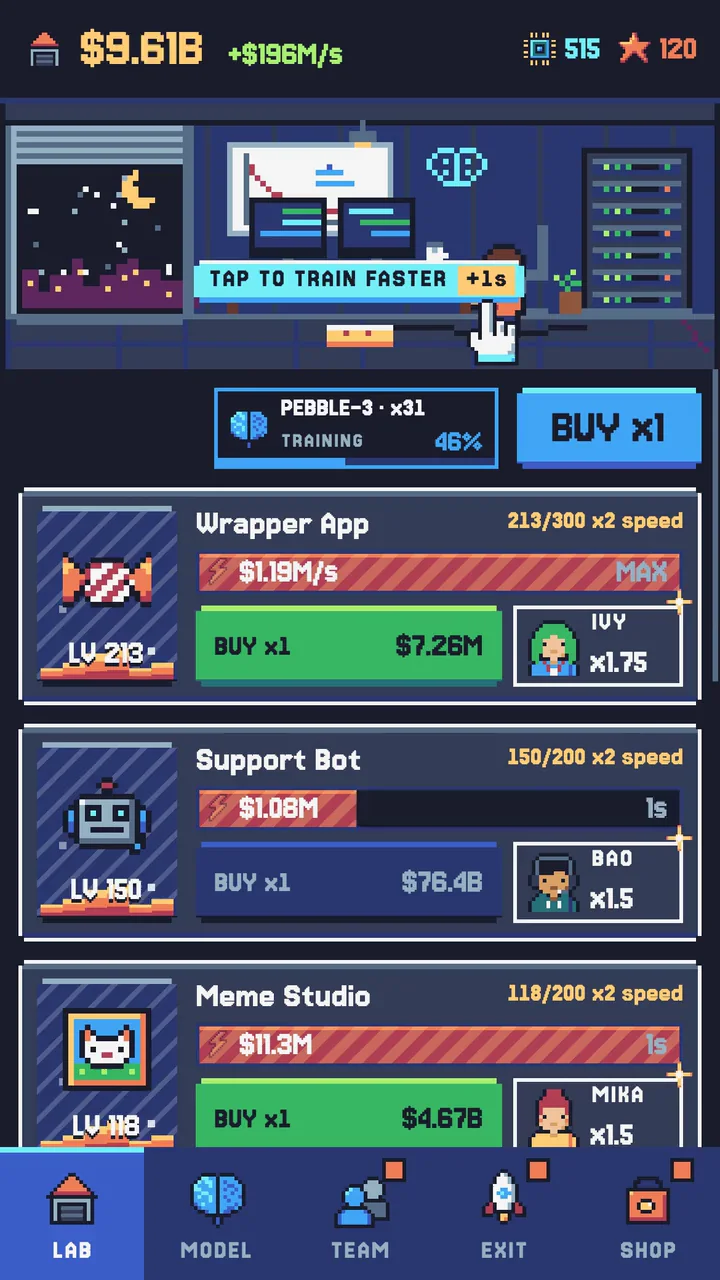 $9.61B +$196M/s 515 120
TAP TO TRAIN FASTER +1s
PEBBLE-3 · x31
TRAINING 46%
BUY x1
Wrapper App 213/300 x2 speed
$1.19M/s MAX
LV 213
BUY x1 $7.26M
IVY
x1.75
Support Bot 150/200 x2 speed
$1.08M 1s
LV 150
BUY x1 $76.4B
BAO
x1.5
Meme Studio 118/200 x2 speed
$11.3M 1s
LV 118
BUY x1 $4.67B
MIKA
x1.5
LAB MODEL TEAM EXIT SHOP